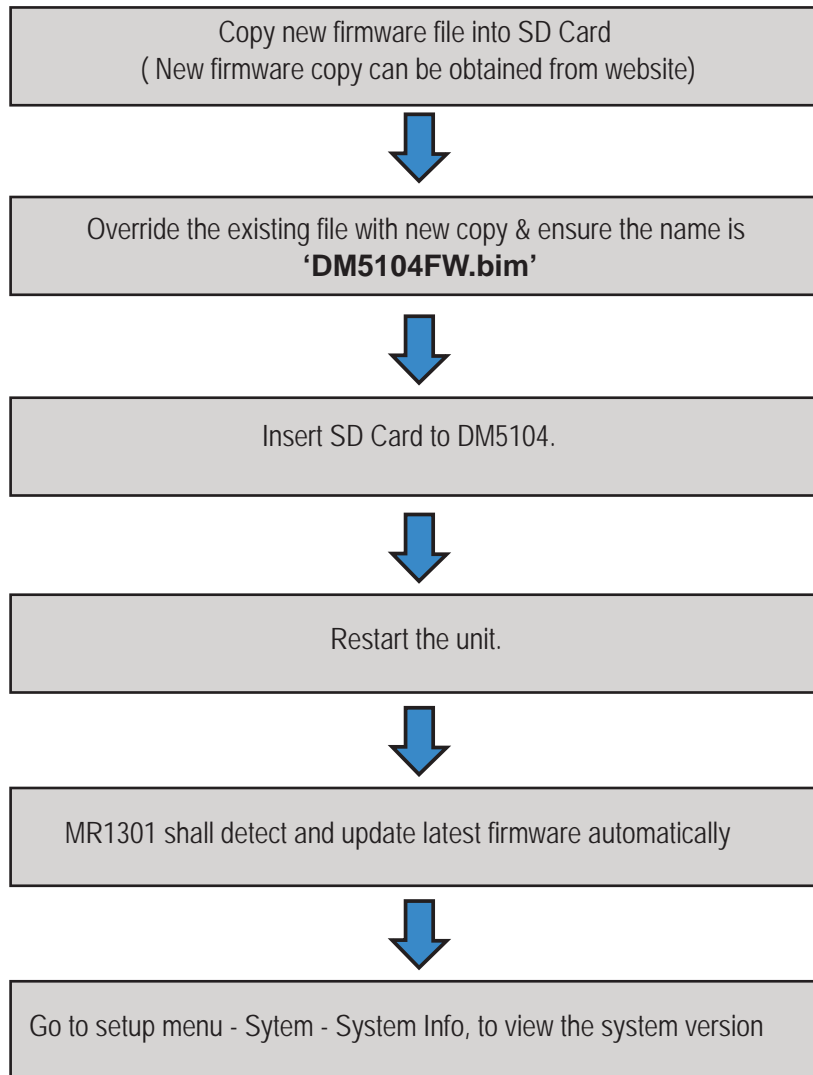 Copy new firmware file into SD Card
( New firmware copy can be obtained from website)
Override the existing file with new copy & ensure the name is
‘DM5104FW.bim’
Insert SD Card to DM5104.
Restart the unit.
MR1301 shall detect and update latest firmware automatically
Go to setup menu - Sytem - System Info, to view the system version